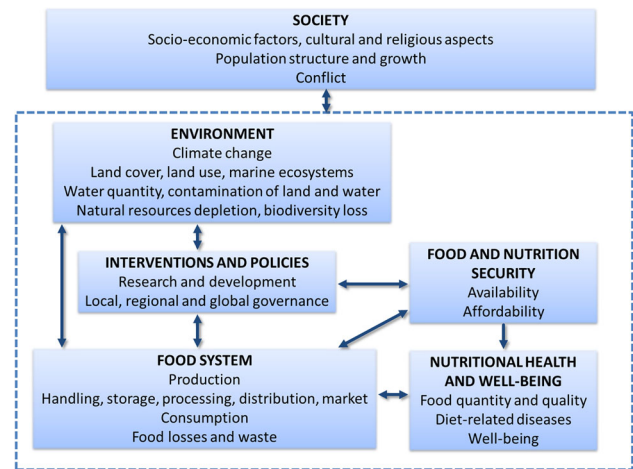 SOCIETY
Socio-economic factors, cultural and religious aspects
Population structure and growth
Conflict
ENVIRONMENT
Climate change
Land cover, land use, marine ecosystems
Water quantity, contamination of land and water
Natural resources depletion, biodiversity loss
INTERVENTIONS AND POLICIES
Research and development
Local, regional and global governance
FOOD AND NUTRITION
SECURITY
Availability
Affordability
FOOD SYSTEM
Production
Handling, storage, processing, distribution, market
Consumption
Food losses and waste
NUTRITIONAL HEALTH
AND WELL-BEING
Food quantity and quality
Diet-related diseases
Well-being